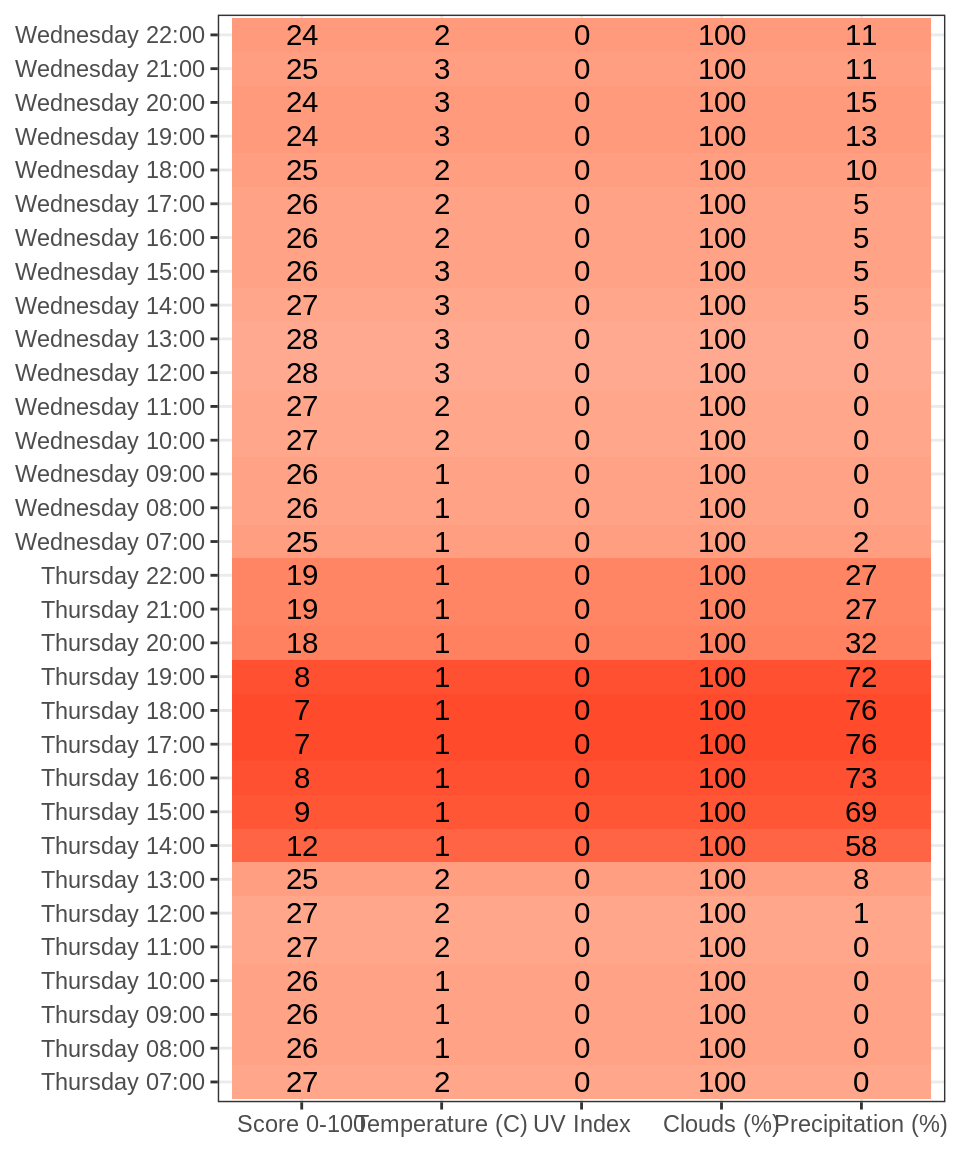 Wednesday 22:00 24 2 0 100 11
Wednesday 21:00 25 3 0 100 11
Wednesday 20:00 24 3 0 100 15
Wednesday 19:00 24 3 0 100 13
Wednesday 18:00 25 2 0 100 10
Wednesday 17:00 26 2 0 100 5
Wednesday 16:00 26 2 0 100 5
Wednesday 15:00 26 3 0 100 5
Wednesday 14:00 27 3 0 100 5
Wednesday 13:00 28 3 0 100 0
Wednesday 12:00 28 3 0 100 0
Wednesday 11:00 27 2 0 100 0
Wednesday 10:00 27 2 0 100 0
Wednesday 09:00 26 1 0 100 0
Wednesday 08:00 26 1 0 100 0
Wednesday 07:00 25 1 0 100 2
Thursday 22:00 19 1 0 100 27
Thursday 21:00 19 1 0 100 27
Thursday 20:00 18 1 0 100 32
Thursday 19:00 8 1 0 100 72
Thursday 18:00 7 1 0 100 76
Thursday 17:00 7 1 0 100 76
Thursday 16:00 8 1 0 100 73
Thursday 15:00 9 1 0 100 69
Thursday 14:00 12 1 0 100 58
Thursday 13:00 25 2 0 100 8
Thursday 12:00 27 2 0 100 1
Thursday 11:00 27 2 0 100 0
Thursday 10:00 26 1 0 100 0
Thursday 09:00 26 1 0 100 0
Thursday 08:00 26 1 0 100 0
Thursday 07:00 27 2 0 100 0
Score 0-100 Temperature (C) UV Index Clouds (%) Precipitation (%)